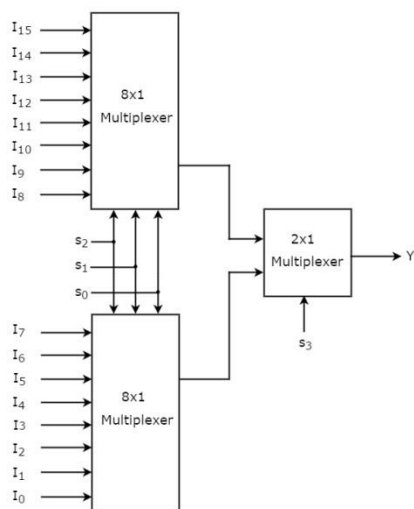 I15
I14
I13
I12
I11
I10
I9
I8
8x1
Multiplexer
s2
s1
s0
2x1
Multiplexer
Y
s3
I7
I6
I5
I4
I3
I2
I1
I0
8x1
Multiplexer